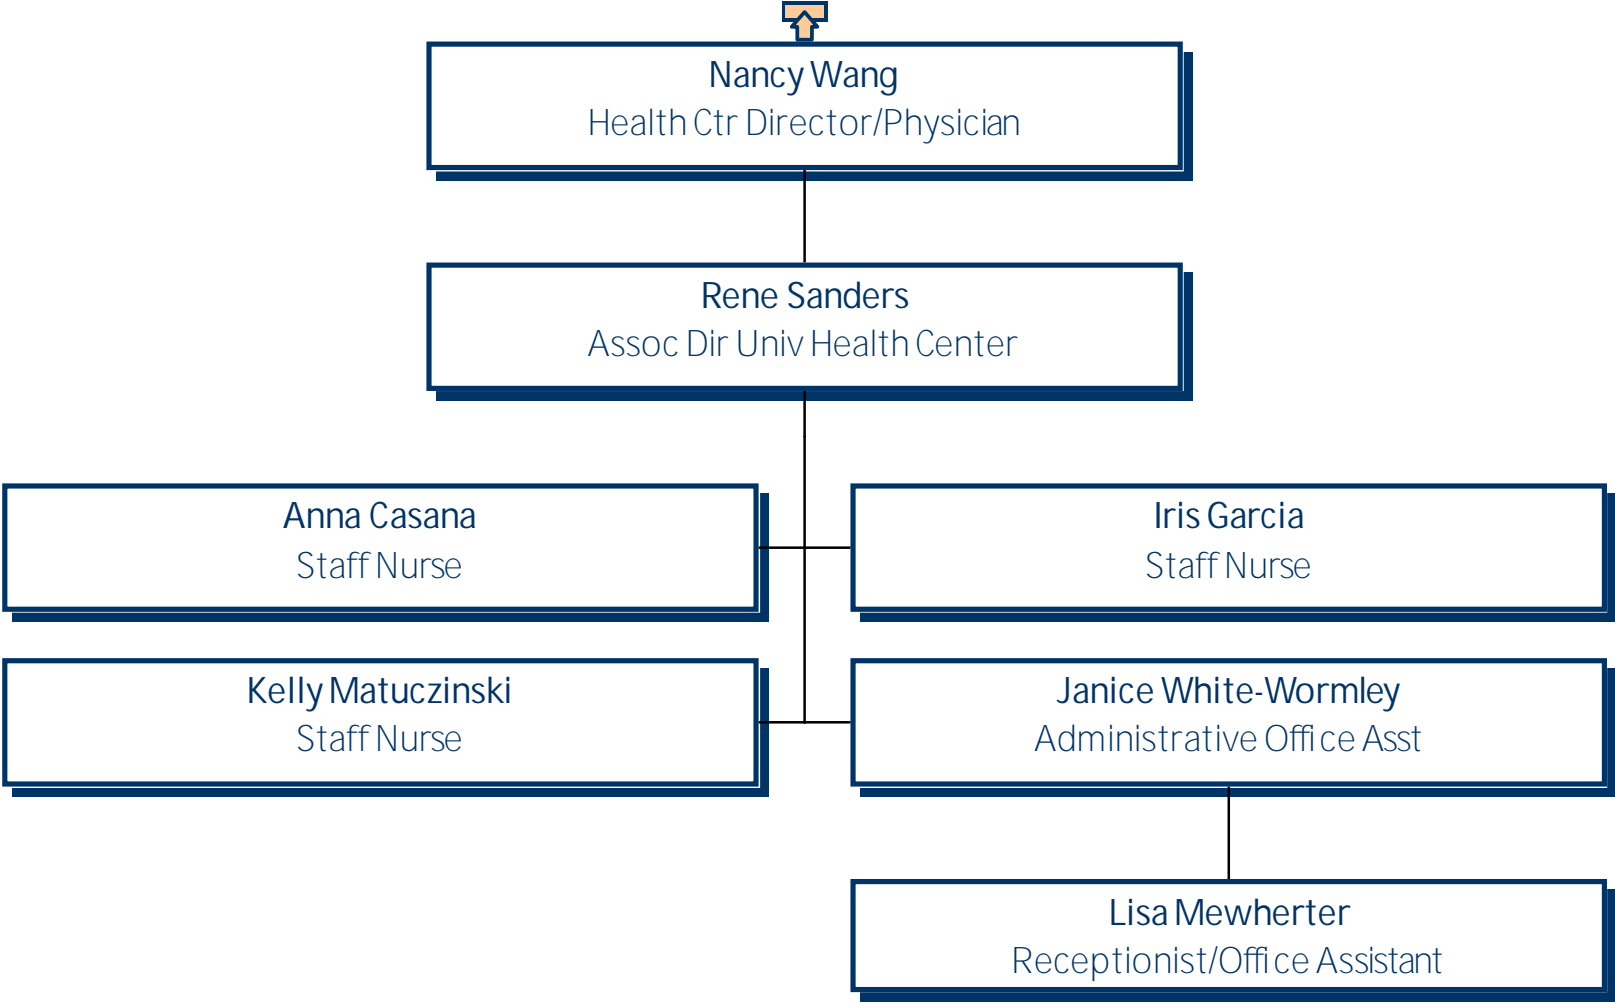 Nancy Wang
Health Ctr Director/Physician
Rene Sanders
Assoc Dir Univ Health Center
Anna Casana
Staff Nurse
Iris Garcia
Staff Nurse
Kelly Matuczinski
Staff Nurse
Janice White-Wormley
Administrative Office Asst
Lisa Mewherter
Receptionist/Office Assistant